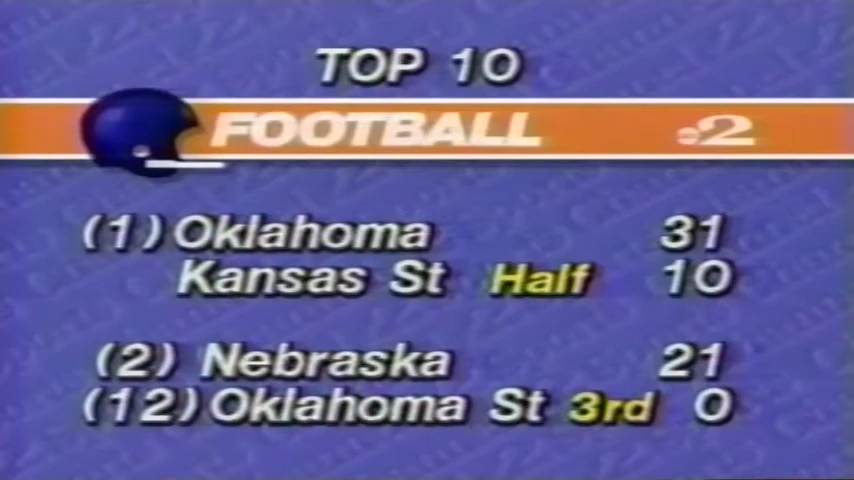 TOP 10
FOOTBALL abc 2
(1) Oklahoma 31
Kansas St Half 10
(2) Nebraska 21
(12) Oklahoma St 3rd 0